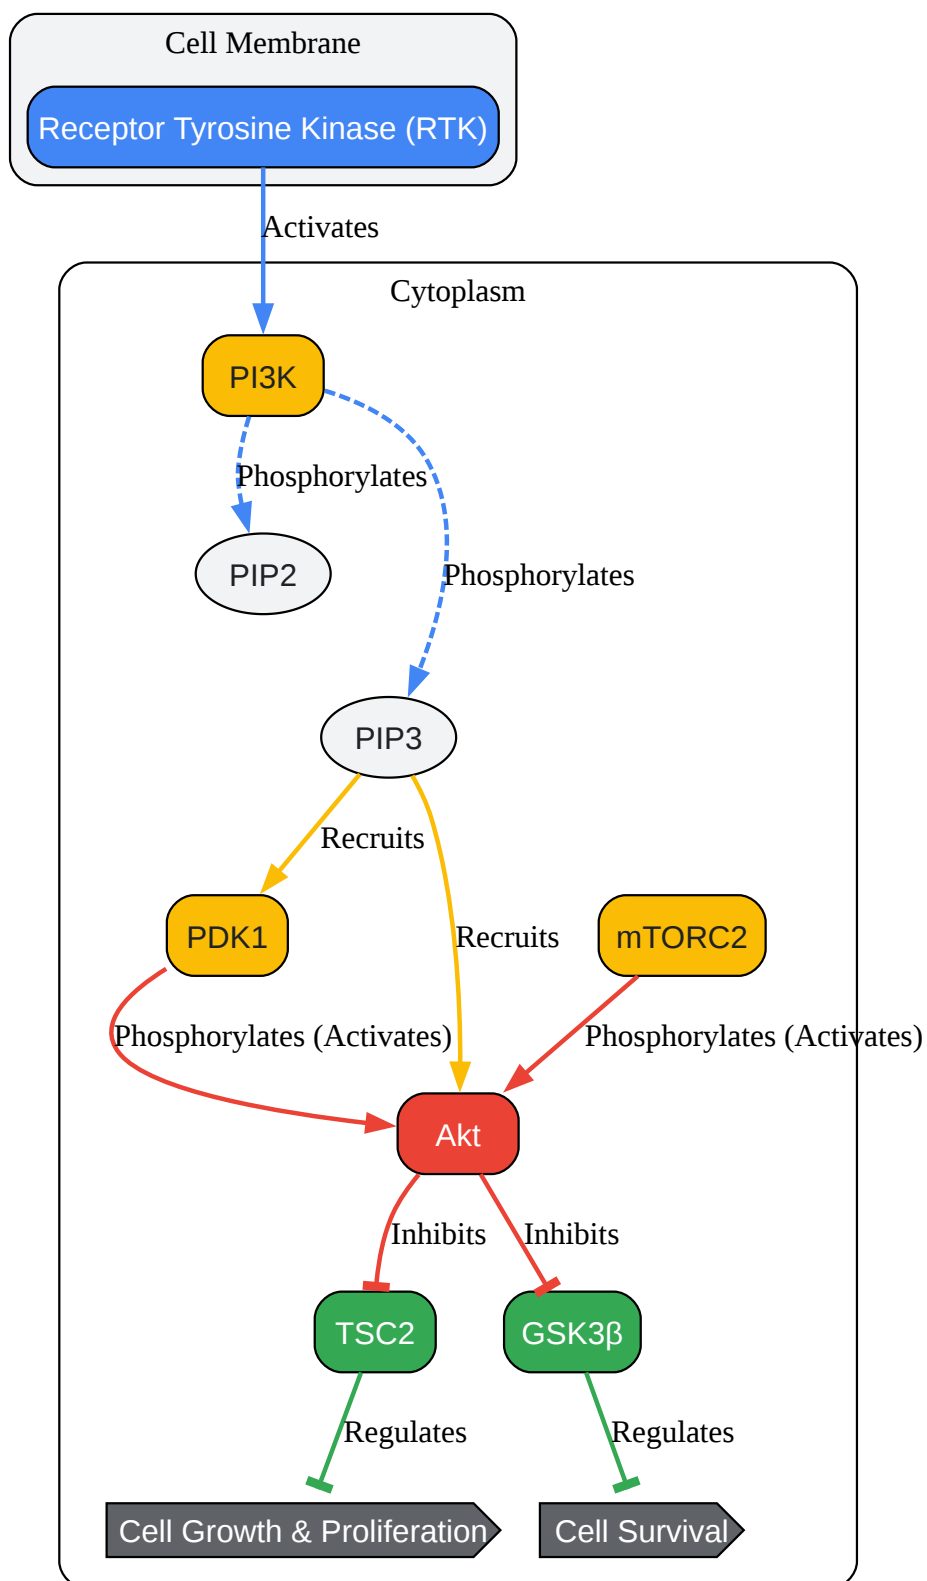 Cell Membrane
Receptor Tyrosine Kinase (RTK)
Activates
Cytoplasm
PI3K
Phosphorylates
PIP2
Phosphorylates
PIP3
Recruits
PDK1
Recruits
mTORC2
Phosphorylates (Activates)
Phosphorylates (Activates)
Akt
Inhibits
Inhibits
TSC2
GSK3β
Regulates
Regulates
Cell Growth & Proliferation
Cell Survival